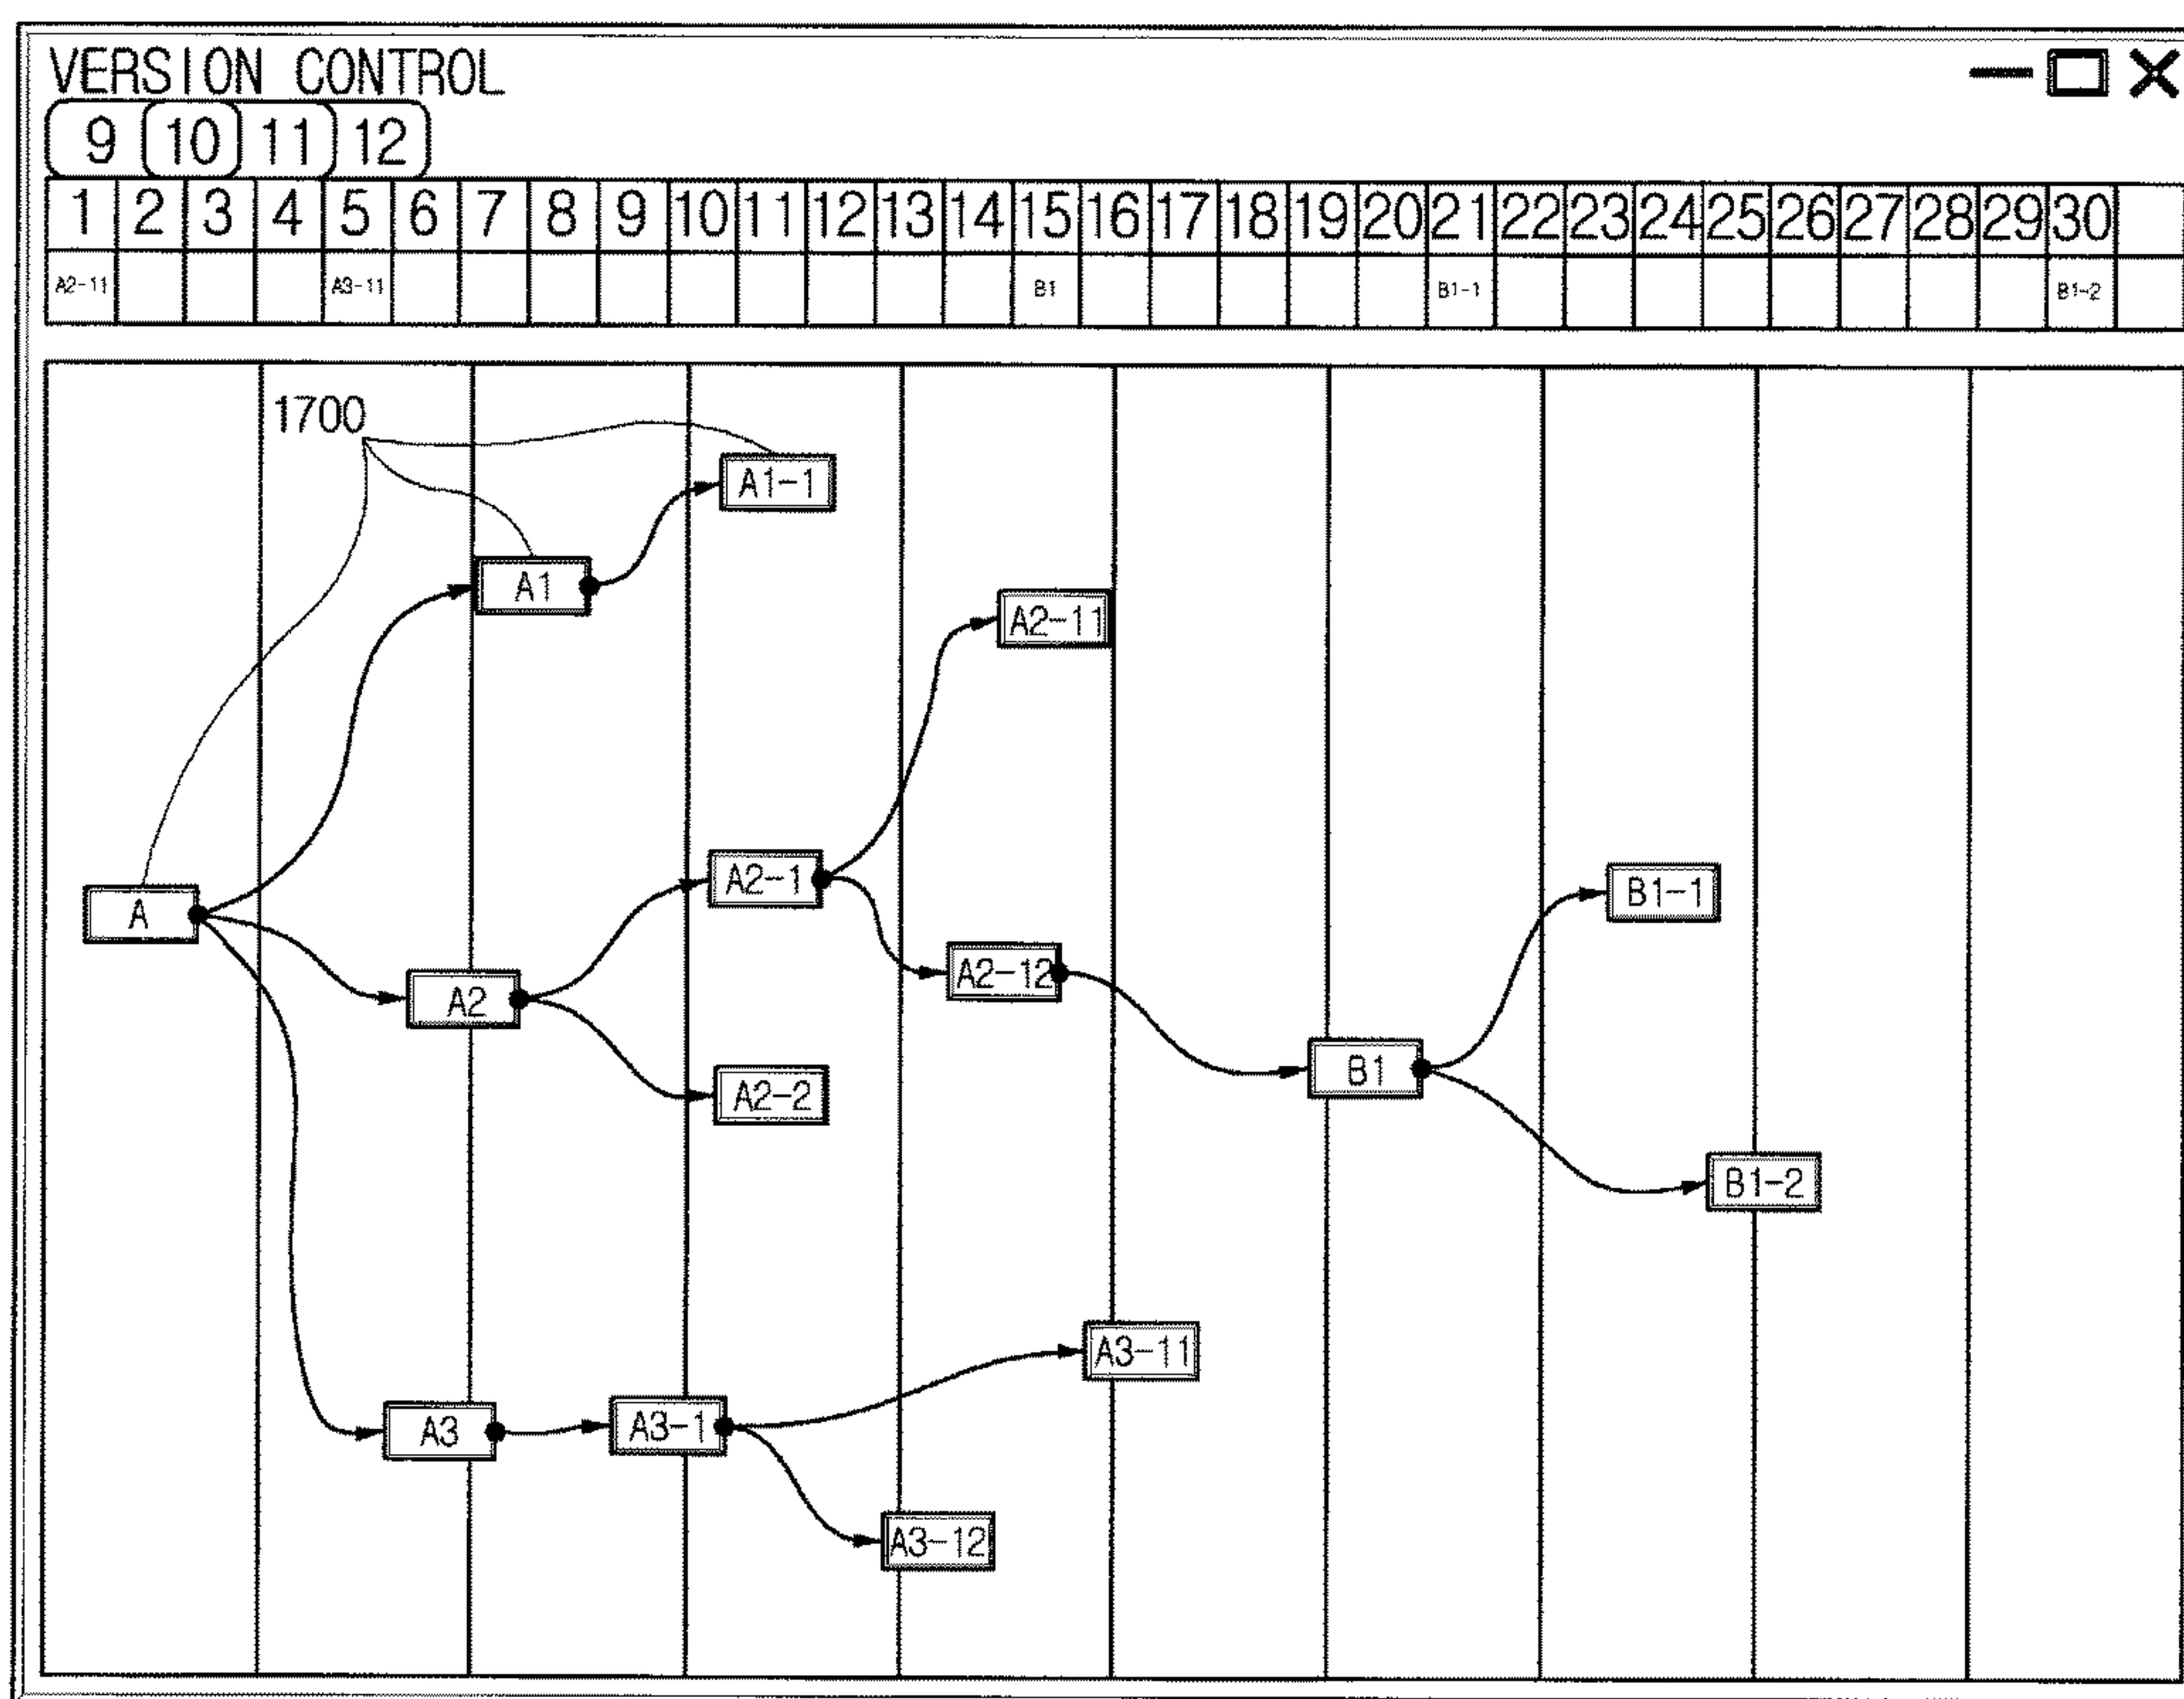 VERSION CONTROL
9 10 11 12
1 2 3 4 5 6 7 8 9 10 11 12 13 14 15 16 17 18 19 20 21 22 23 24 25 26 27 28 29 30
A2-11 A3-11 B1 B1-1 B1-2
1700
A1-1
A1
A2-11
A2-1
B1-1
A
A2-12
A2
B1
A2-2
B1-2
A3-11
A3
A3-1
A3-12